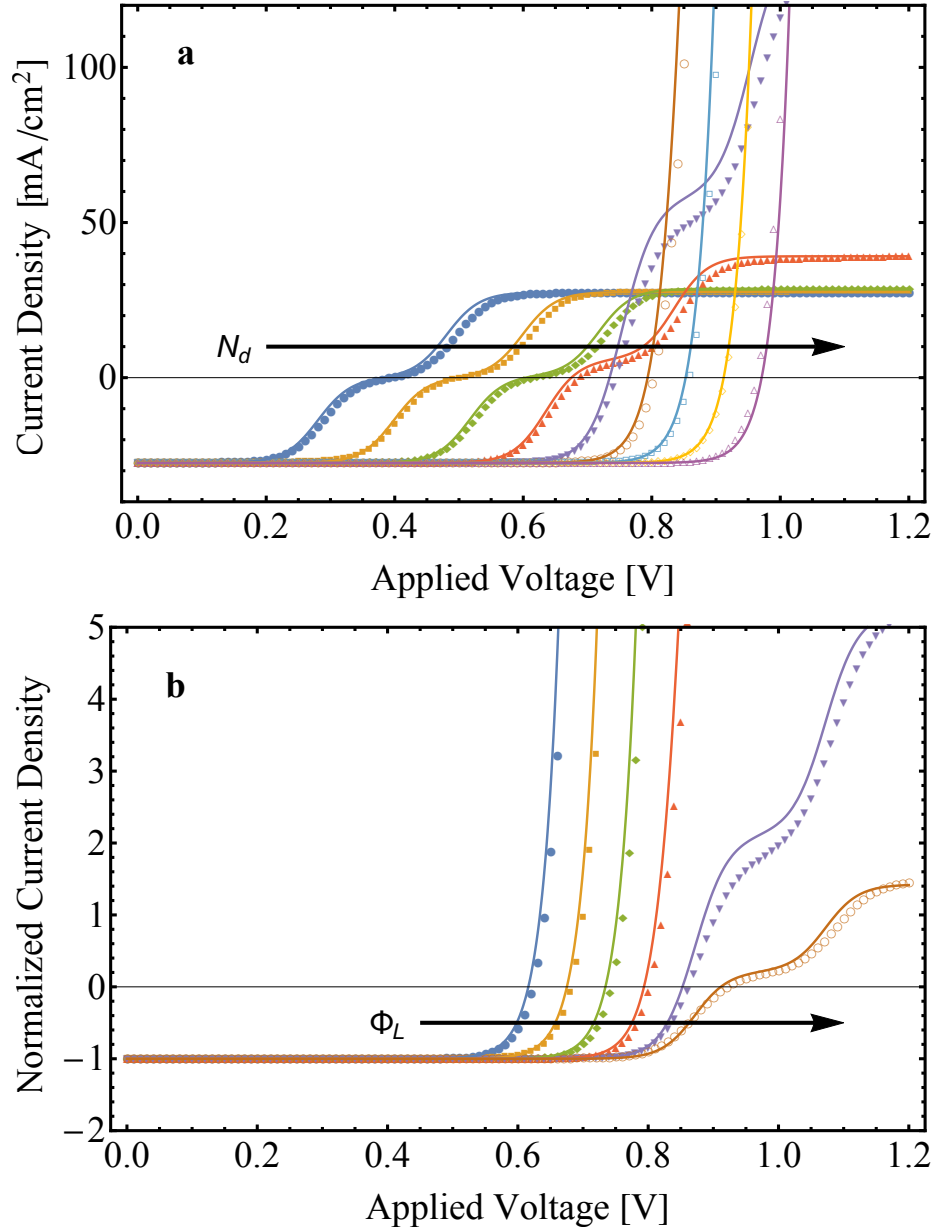 a
Current Density [mA/cm²]
100
50
0
N_d
0.0 0.2 0.4 0.6 0.8 1.0 1.2
Applied Voltage [V]
b
Normalized Current Density
5
4
3
2
1
0
−1
−2
Φ_L
0.0 0.2 0.4 0.6 0.8 1.0 1.2
Applied Voltage [V]